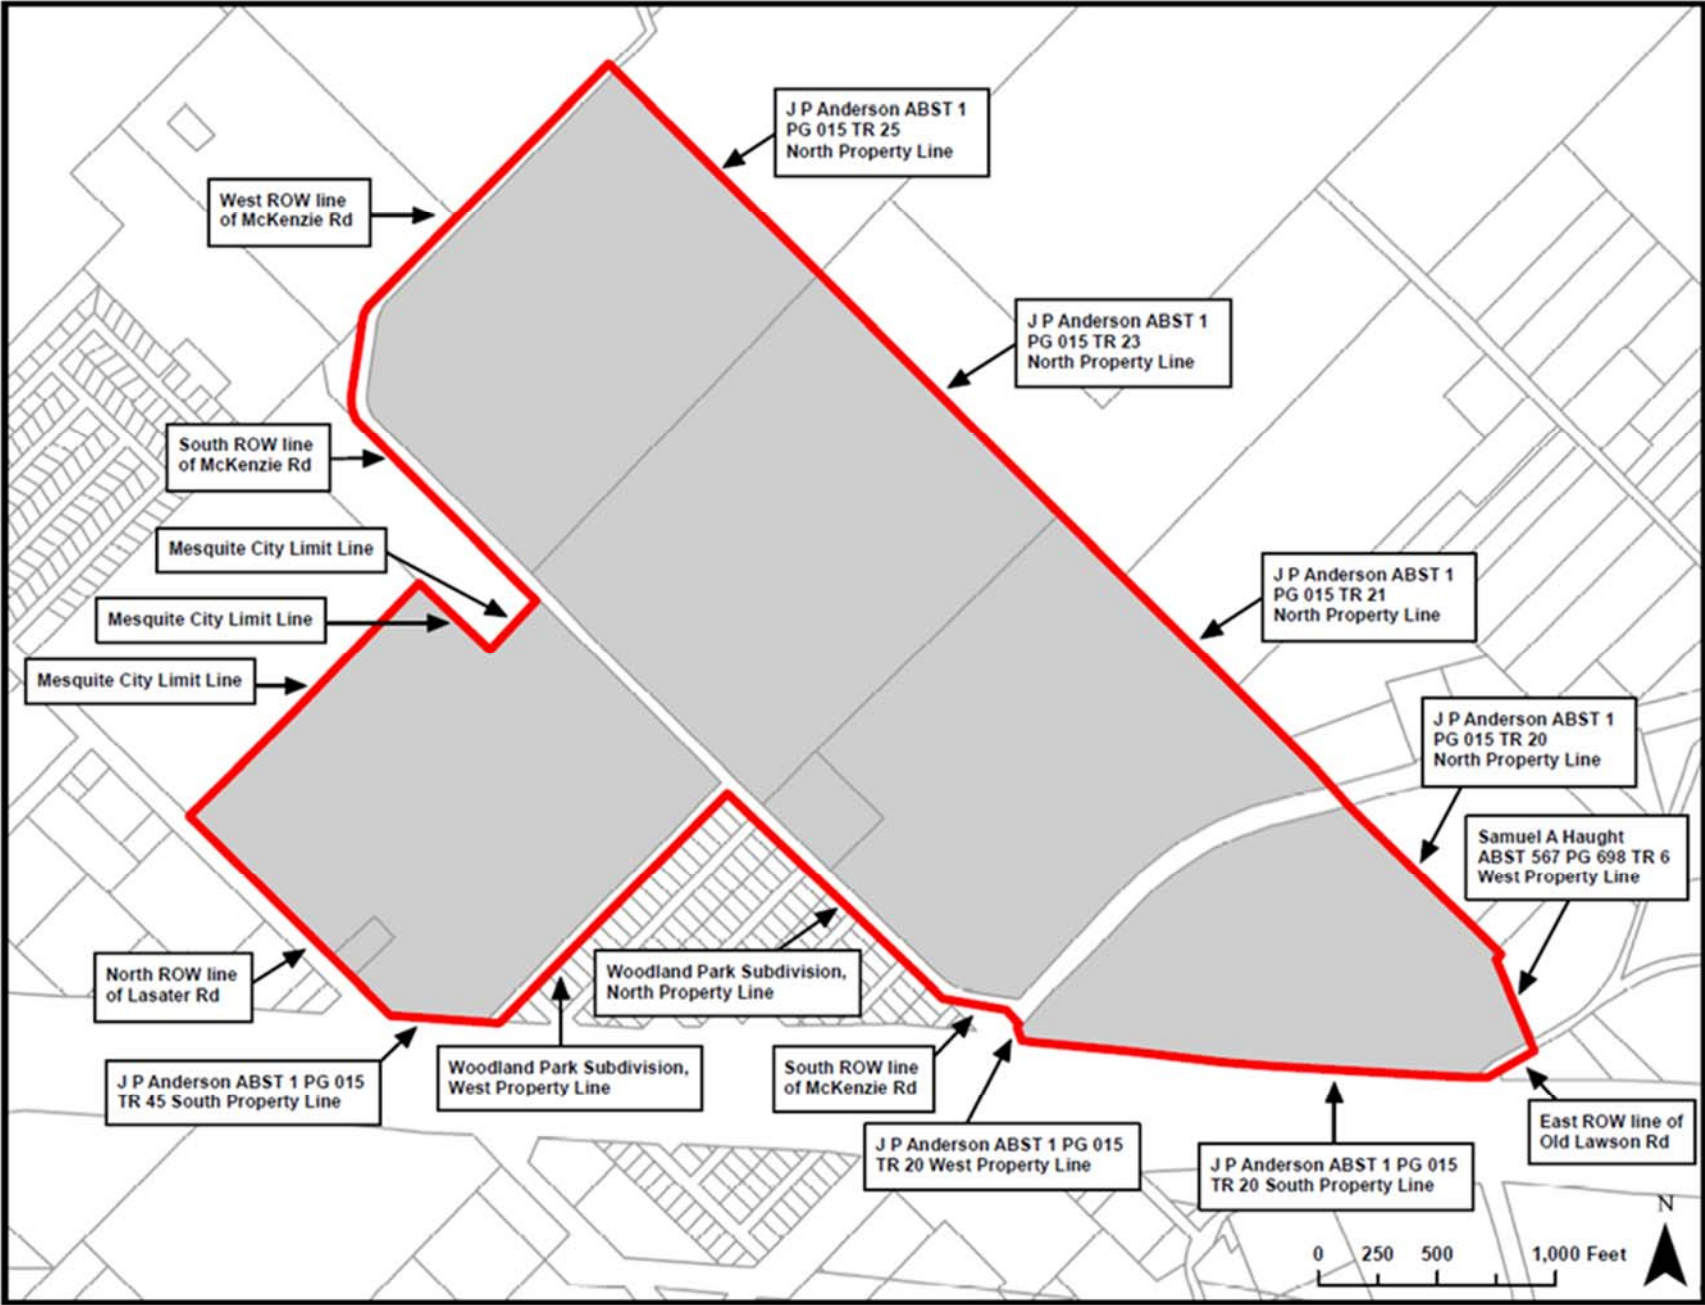 J P Anderson ABST 1
PG 015 TR 25
North Property Line
West ROW line
of McKenzie Rd
J P Anderson ABST 1
PG 015 TR 23
North Property Line
South ROW line
of McKenzie Rd
Mesquite City Limit Line
J P Anderson ABST 1
PG 015 TR 21
North Property Line
Mesquite City Limit Line
Mesquite City Limit Line
J P Anderson ABST 1
PG 015 TR 20
North Property Line
Samuel A Haught
ABST 567 PG 698 TR 6
West Property Line
North ROW line
of Lasater Rd
Woodland Park Subdivision,
North Property Line
J P Anderson ABST 1 PG 015
TR 45 South Property Line
Woodland Park Subdivision,
West Property Line
South ROW line
of McKenzie Rd
East ROW line of
Old Lawson Rd
J P Anderson ABST 1 PG 015
TR 20 West Property Line
J P Anderson ABST 1 PG 015
TR 20 South Property Line
N
0 250 500 1,000 Feet